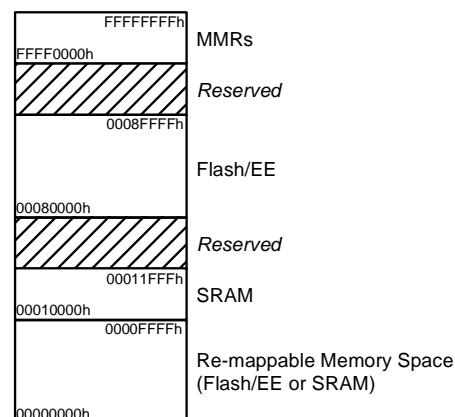 FFFFFFFFh
MMRs
FFFF0000h
Reserved
0008FFFFh
Flash/EE
00080000h
Reserved
00011FFFh
SRAM
00010000h
0000FFFFh
Re-mappable Memory Space
(Flash/EE or SRAM)
00000000h